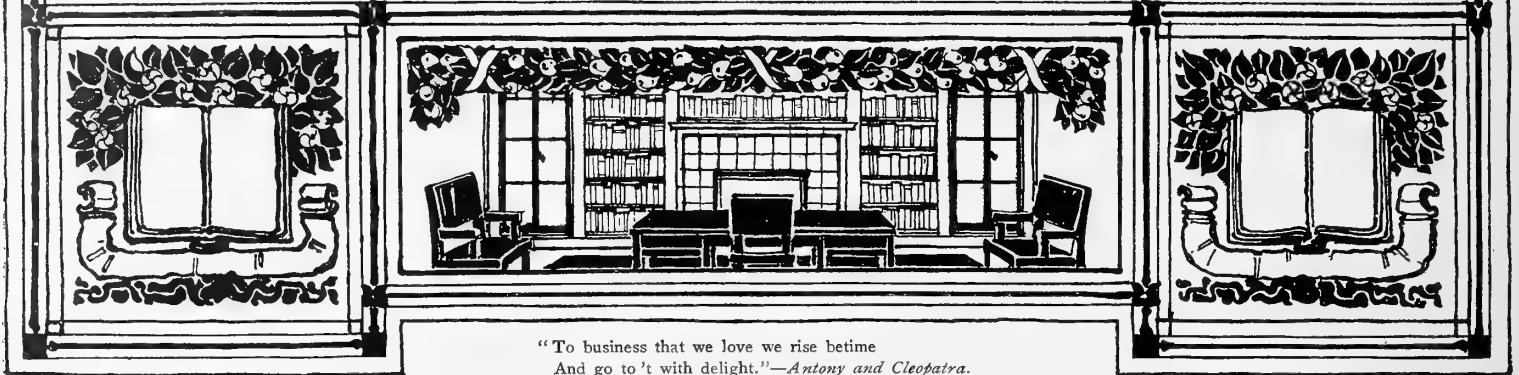 “To business that we love we rise betime
And go to 't with delight.”—Antony and Cleopatra.